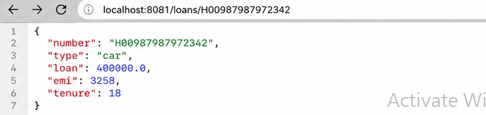 localhost:8081/loans/H00987987972342
1 {
2 "number": "H00987987972342",
3 "type": "car",
4 "loan": 400000.0,
5 "emi": 3258,
6 "tenure": 18
7 }
Activate Wi